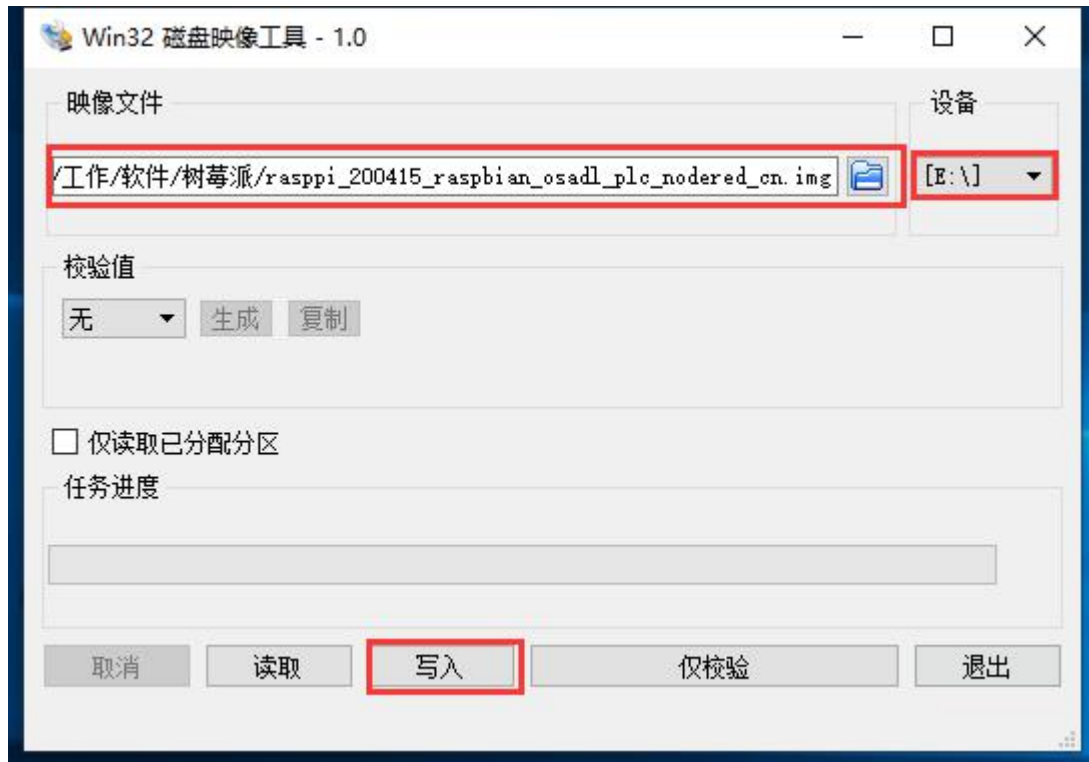 Win32 磁盘映像工具 - 1.0
映像文件
设备
/工作/软件/树莓派/rasppi_200415_raspbian_osadl_plc_nodered_cn.img
[E:\]
校验值
无
生成
复制
仅读取已分配分区
任务进度
取消
读取
写入
仅校验
退出